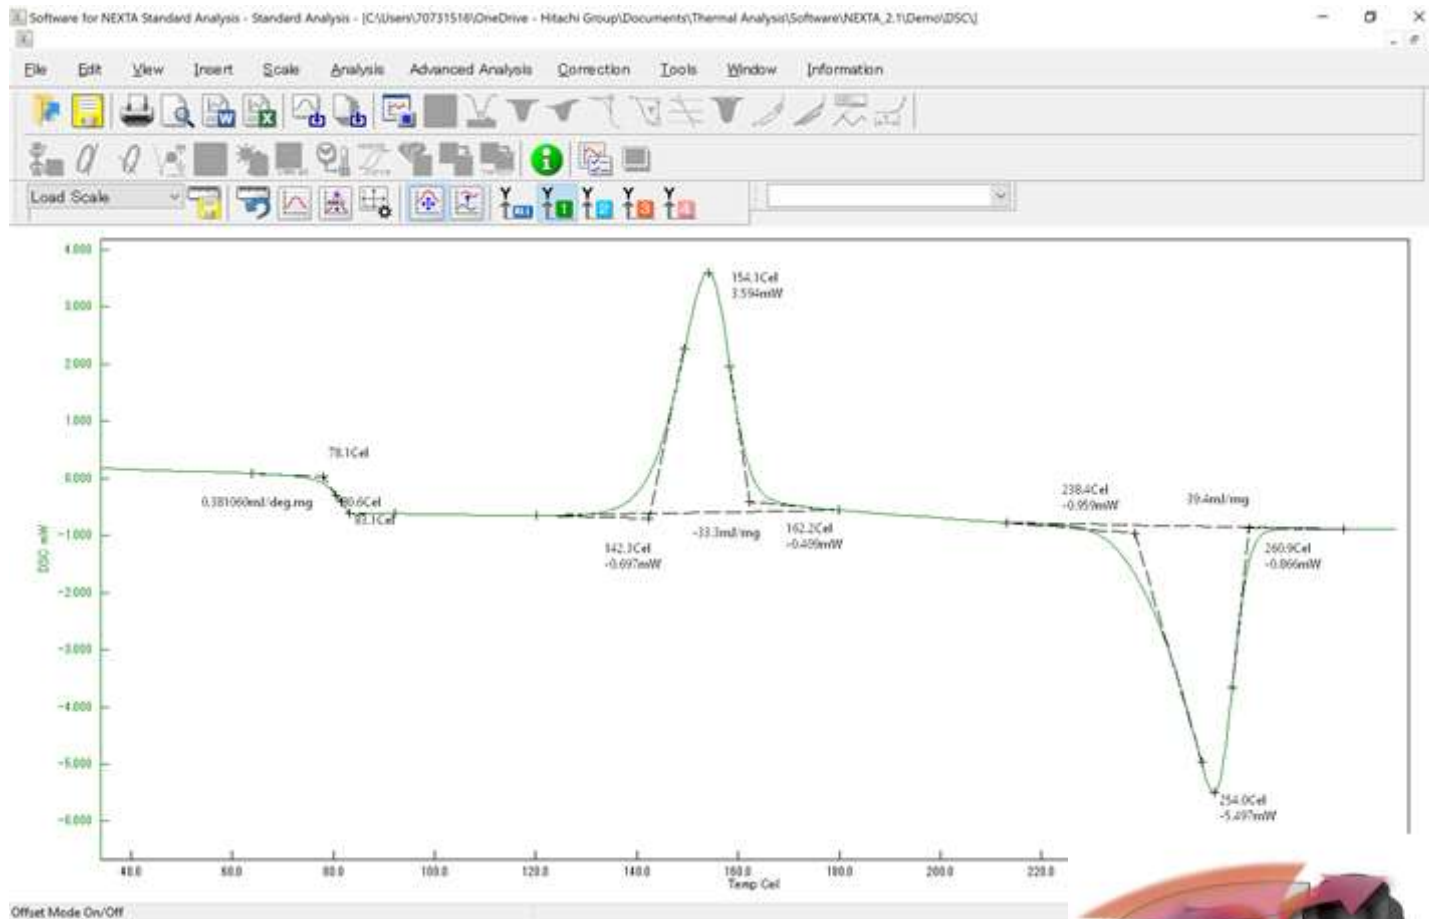 Software for NEXTA Standard Analysis - Standard Analysis - [C:\Users\70731516\OneDrive - Hitachi Group\Documents\Thermal Analysis\Software\NEXTA_2.1\Demo\DSC\]
File Edit View Insert Scale Analysis Advanced Analysis Correction Tools Window Information
Load Scale
4.000
3.000
2.000
1.000
0.000
-1.000
-2.000
-3.000
-4.000
-5.000
-6.000
DSC mW
154.1Cel
3.594mW
78.1Cel
0.381060mJ/deg.mg
80.6Cel
83.1Cel
142.3Cel
-0.697mW
-33.3mJ/mg
162.2Cel
-0.409mW
238.4Cel
-0.959mW
39.4mJ/mg
260.9Cel
-0.866mW
254.0Cel
-5.497mW
40.0 60.0 80.0 100.0 120.0 140.0 160.0 180.0 200.0 220.0
Temp Cel
Offset Mode On/Off